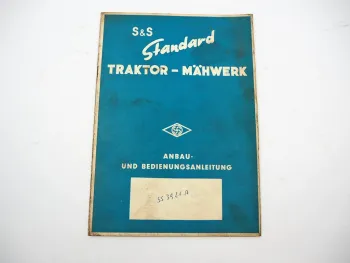 S&S
Standard
TRAKTOR - MÄHWERK
ANBAU-
UND BEDIENUNGSANLEITUNG